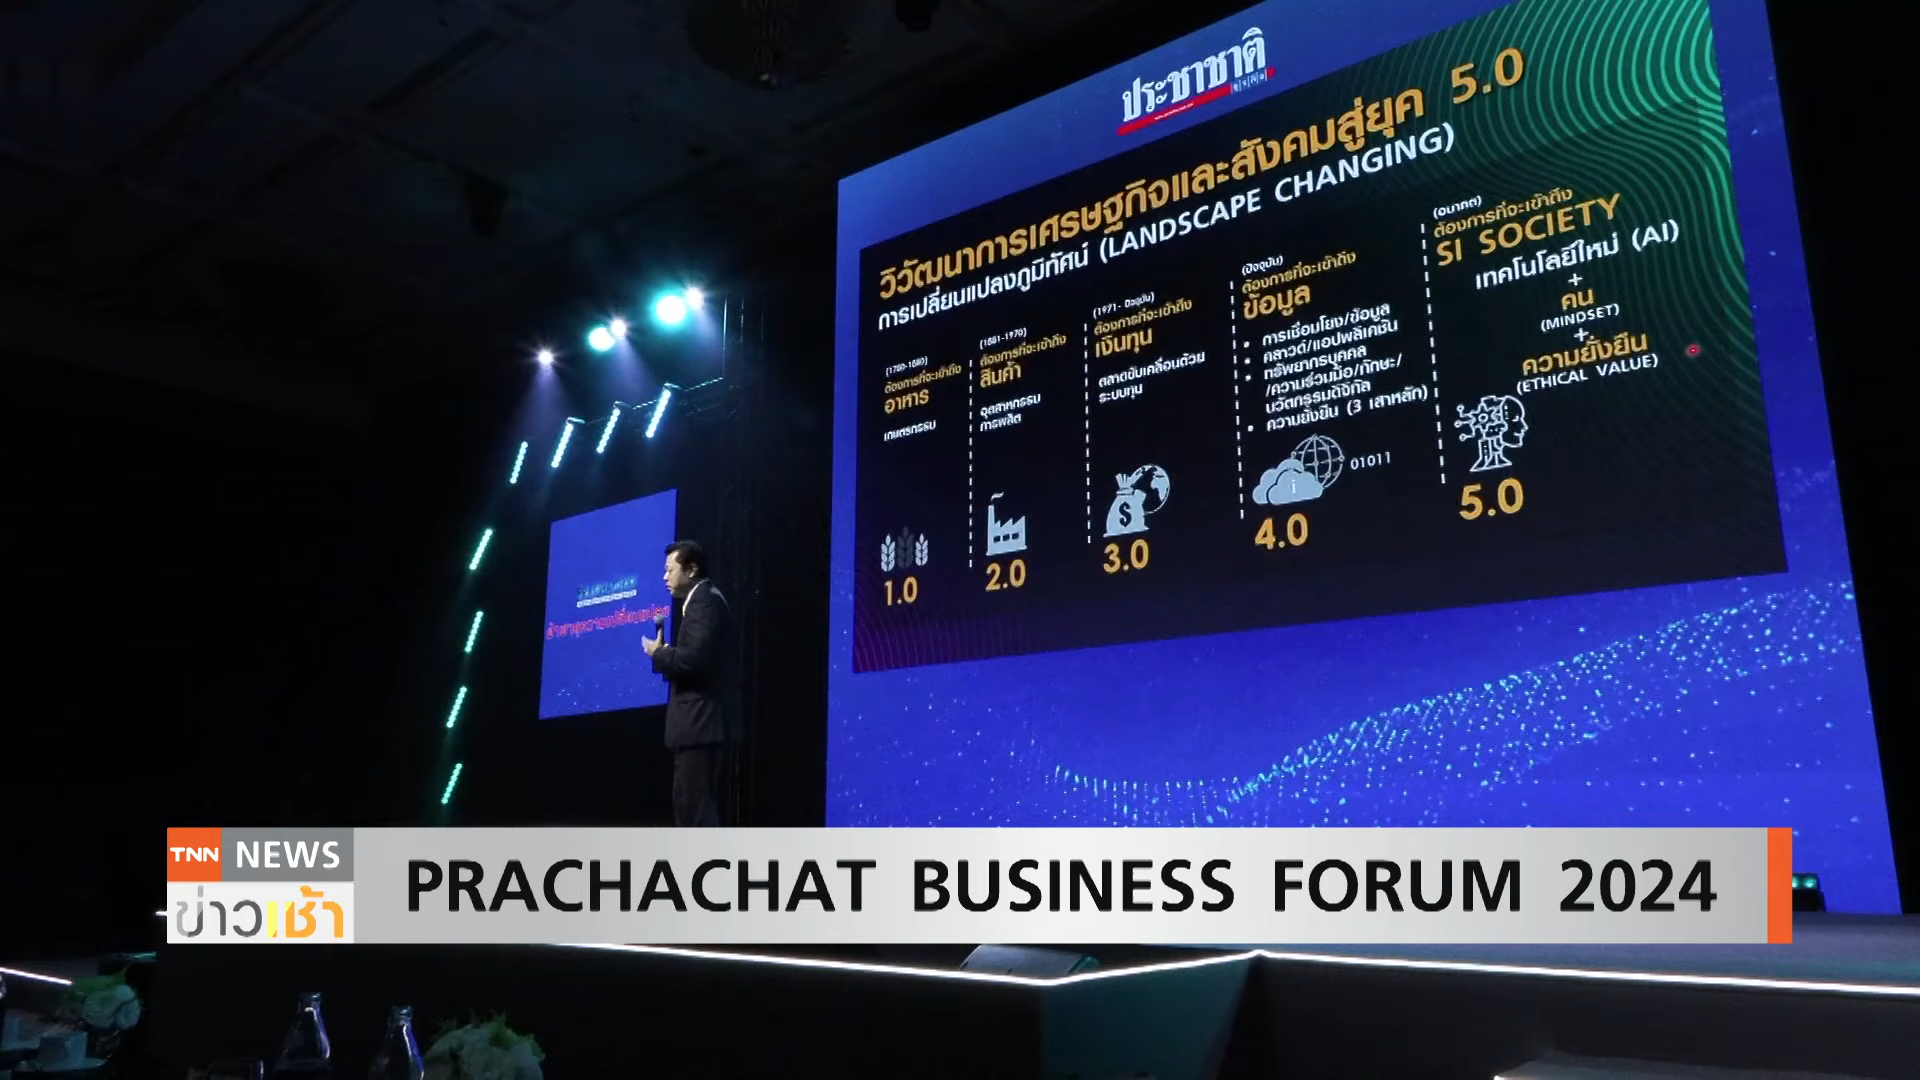 ประชาชาติ
ธุรกิจ
วิวัฒนาการเศรษฐกิจและสังคมสู่ยุค 5.0
การเปลี่ยนแปลงภูมิทัศน์ (LANDSCAPE CHANGING)
ต้องการที่จะเข้าถึง
อาหาร
เกษตรกรรม
1.0
(1881-1970)
ต้องการที่จะเข้าถึง
สินค้า
อุตสาหกรรม
การผลิต
2.0
(1971- ปัจจุบัน)
ต้องการที่จะเข้าถึง
เงินทุน
ตลาดขับเคลื่อนด้วย
ระบบทุน
$
3.0
(ปัจจุบัน)
ต้องการที่จะเข้าถึง
ข้อมูล
• การเชื่อมโยง/ข้อมูล
• คลาวด์/แอปพลิเคชัน
• ทรัพยากรบุคคล
/ความร่วมมือ/ทักษะ/
นวัตกรรมดิจิทัล
• ความยั่งยืน (3 เสาหลัก)
i
01011
4.0
(อนาคต)
ต้องการที่จะเข้าถึง
SI SOCIETY
เทคโนโลยีใหม่ (AI)
+
คน
(MINDSET)
+
ความยั่งยืน
(ETHICAL VALUE)
5.0
PRACHACHAT
TNN NEWS
ข่าวเช้า
PRACHACHAT BUSINESS FORUM 2024